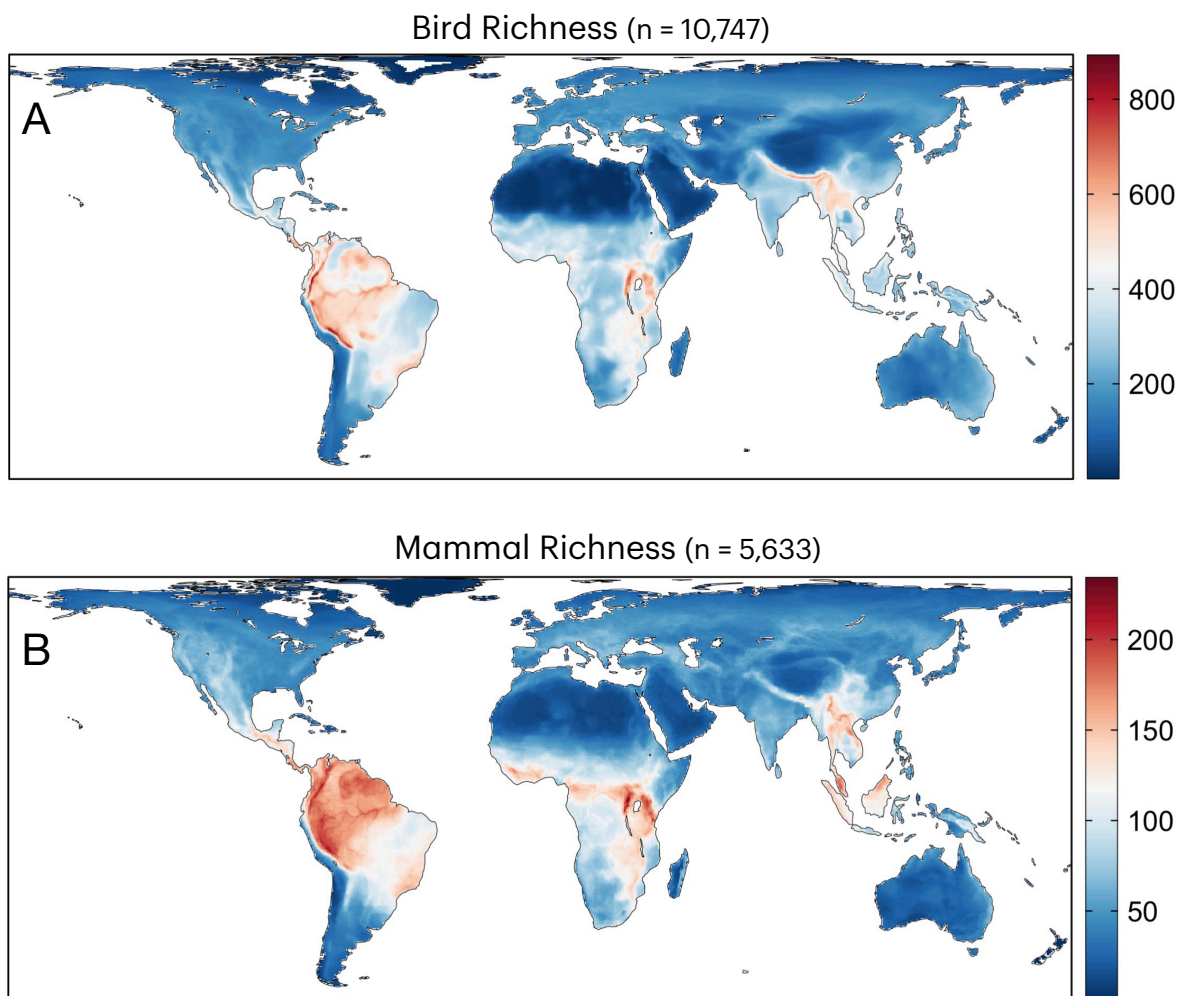 Bird Richness (n = 10,747)
A
800
600
400
200
Mammal Richness (n = 5,633)
B
200
150
100
50